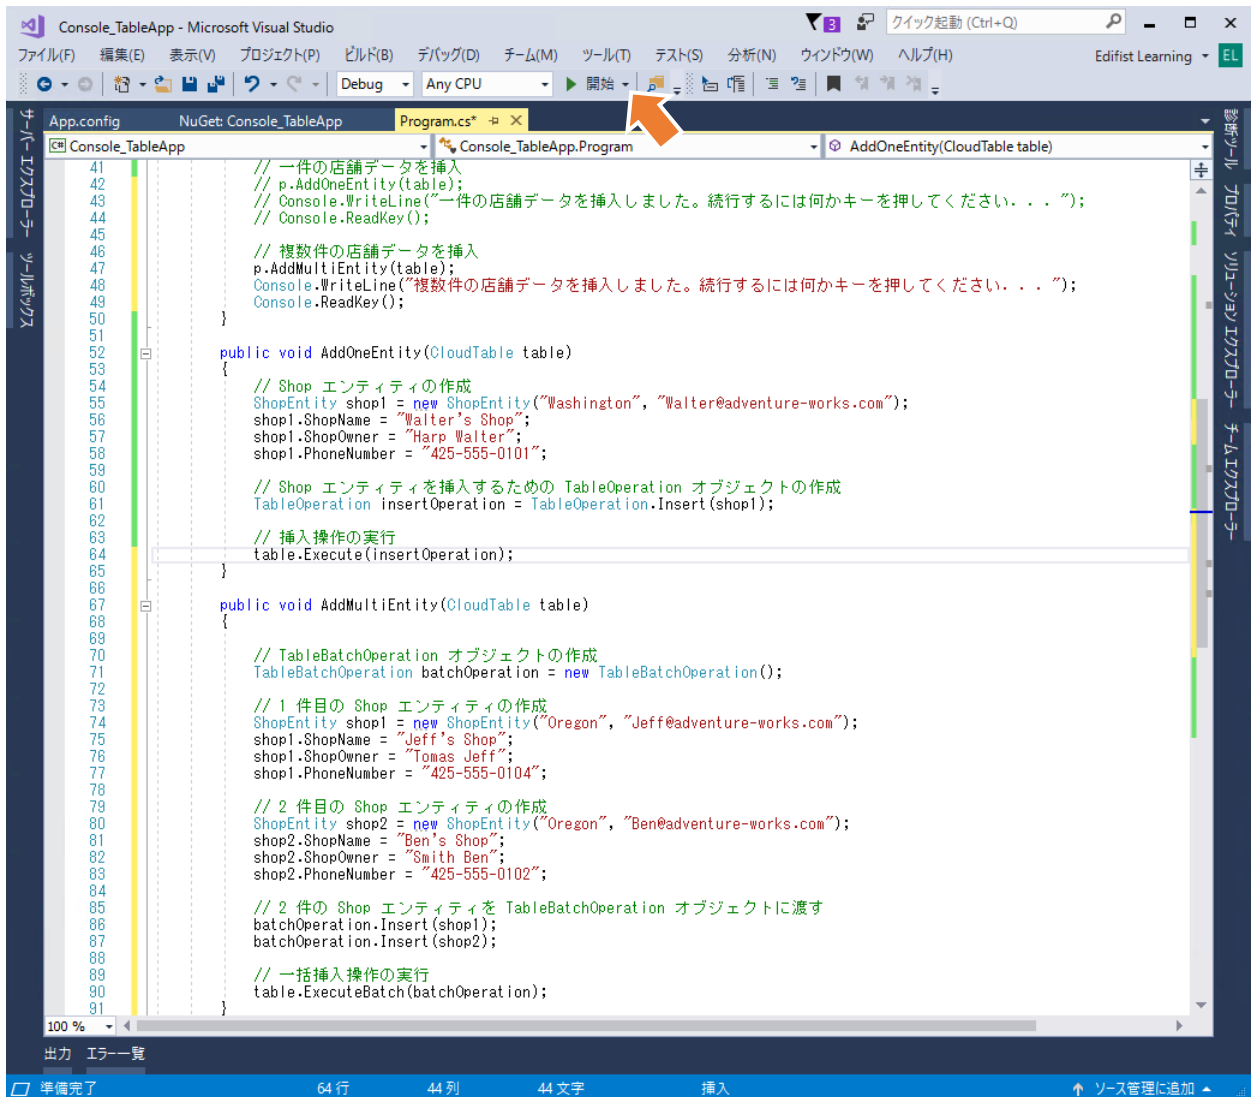 Console_TableApp - Microsoft Visual Studio
3
クイック起動 (Ctrl+Q)
ファイル(F) 編集(E) 表示(V) プロジェクト(P) ビルド(B) デバッグ(D) チーム(M) ツール(T) テスト(S) 分析(N) ウィンドウ(W) ヘルプ(H) Edifist Learning EL
Debug Any CPU 開始
サーバー エクスプローラー ツールボックス
App.config NuGet: Console_TableApp Program.cs*
C# Console_TableApp Console_TableApp.Program AddOneEntity(CloudTable table)
41 // 一件の店舗データを挿入
42 // p.AddOneEntity(table);
43 // Console.WriteLine("一件の店舗データを挿入しました。続行するには何かキーを押してください. . . ");
44 // Console.ReadKey();
45
46 // 複数件の店舗データを挿入
47 p.AddMultiEntity(table);
48 Console.WriteLine("複数件の店舗データを挿入しました。続行するには何かキーを押してください. . . ");
49 Console.ReadKey();
50 }
51
52 public void AddOneEntity(CloudTable table)
53 {
54 // Shop エンティティの作成
55 ShopEntity shop1 = new ShopEntity("Washington", "Walter@adventure-works.com");
56 shop1.ShopName = "Walter's Shop";
57 shop1.ShopOwner = "Harp Walter";
58 shop1.PhoneNumber = "425-555-0101";
59
60 // Shop エンティティを挿入するための TableOperation オブジェクトの作成
61 TableOperation insertOperation = TableOperation.Insert(shop1);
62
63 // 挿入操作の実行
64 table.Execute(insertOperation);
65 }
66
67 public void AddMultiEntity(CloudTable table)
68 {
69
70 // TableBatchOperation オブジェクトの作成
71 TableBatchOperation batchOperation = new TableBatchOperation();
72
73 // 1 件目の Shop エンティティの作成
74 ShopEntity shop1 = new ShopEntity("Oregon", "Jeff@adventure-works.com");
75 shop1.ShopName = "Jeff's Shop";
76 shop1.ShopOwner = "Tomas Jeff";
77 shop1.PhoneNumber = "425-555-0104";
78
79 // 2 件目の Shop エンティティの作成
80 ShopEntity shop2 = new ShopEntity("Oregon", "Ben@adventure-works.com");
81 shop2.ShopName = "Ben's Shop";
82 shop2.ShopOwner = "Smith Ben";
83 shop2.PhoneNumber = "425-555-0102";
84
85 // 2 件の Shop エンティティを TableBatchOperation オブジェクトに渡す
86 batchOperation.Insert(shop1);
87 batchOperation.Insert(shop2);
88
89 // 一括挿入操作の実行
90 table.ExecuteBatch(batchOperation);
91 }
診断ツール プロパティ ソリューション エクスプローラー チーム エクスプローラー
100 %
出力 エラー一覧
準備完了 64 行 44 列 44 文字 挿入 ソース管理に追加